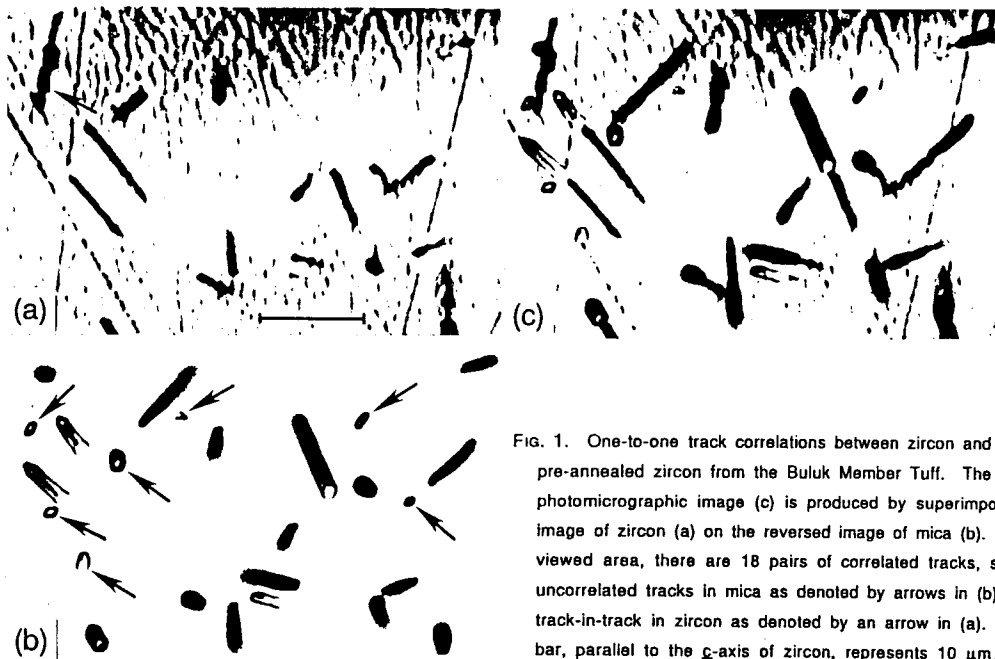 (a)
(c)
(b)
FIG. 1. One-to-one track correlations between zircon and
pre-annealed zircon from the Buluk Member Tuff. The
photomicrographic image (c) is produced by superimpo
image of zircon (a) on the reversed image of mica (b).
viewed area, there are 18 pairs of correlated tracks, s
uncorrelated tracks in mica as denoted by arrows in (b)
track-in-track in zircon as denoted by an arrow in (a).
bar, parallel to the c-axis of zircon, represents 10 µm